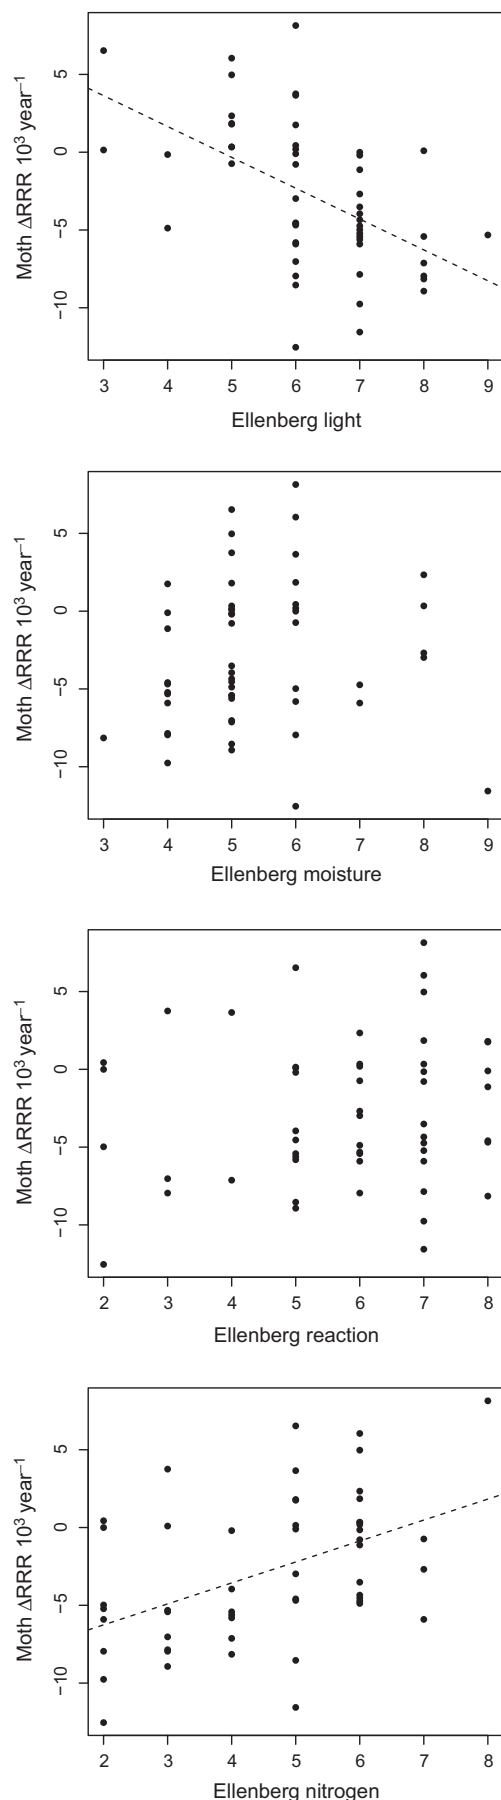 Moth ΔRRR 10³ year⁻¹
5
0
−5
−10
3 4 5 6 7 8 9
Ellenberg light
Moth ΔRRR 10³ year⁻¹
5
0
−5
−10
3 4 5 6 7 8 9
Ellenberg moisture
Moth ΔRRR 10³ year⁻¹
5
0
−5
−10
2 3 4 5 6 7 8
Ellenberg reaction
Moth ΔRRR 10³ year⁻¹
5
0
−5
−10
2 3 4 5 6 7 8
Ellenberg nitrogen